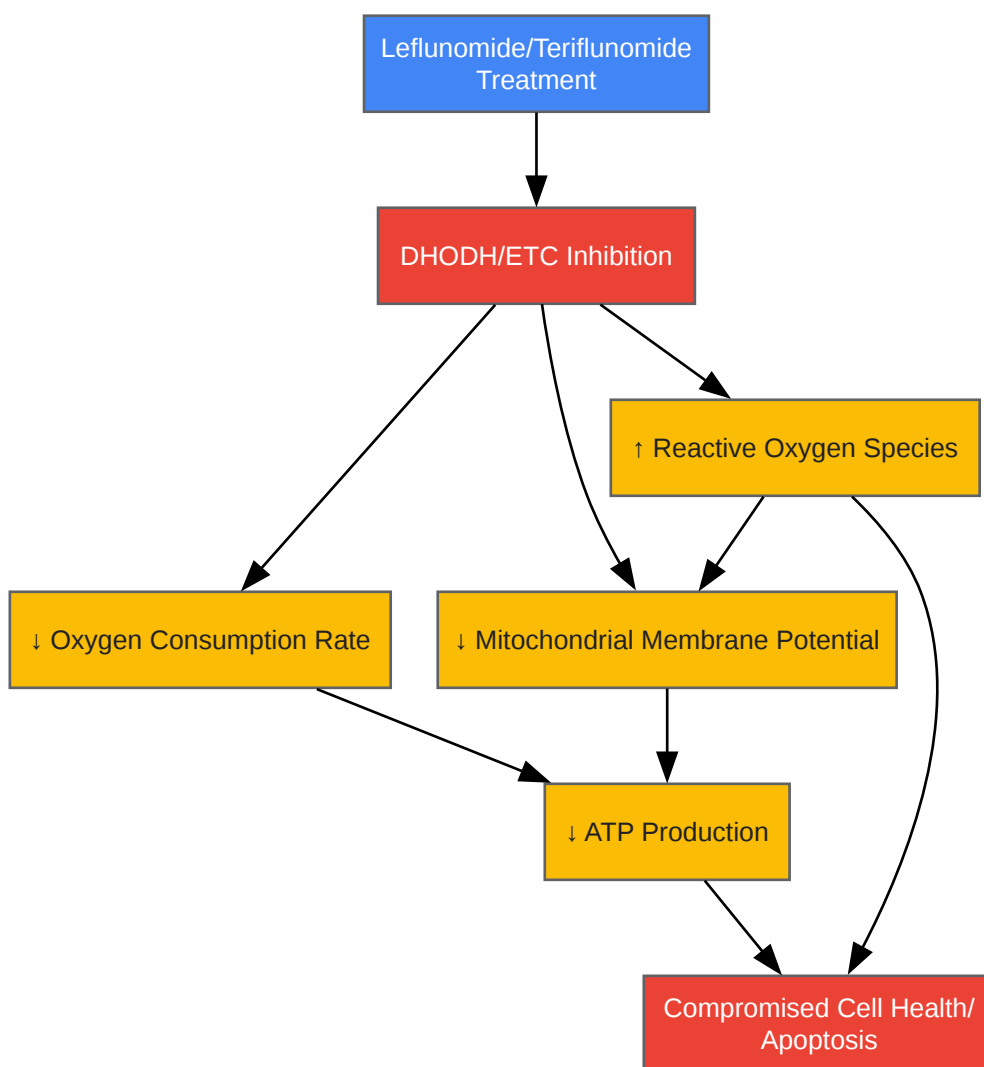 Leflunomide/Teriflunomide
Treatment
DHODH/ETC Inhibition
↑ Reactive Oxygen Species
↓ Oxygen Consumption Rate
↓ Mitochondrial Membrane Potential
↓ ATP Production
Compromised Cell Health/
Apoptosis